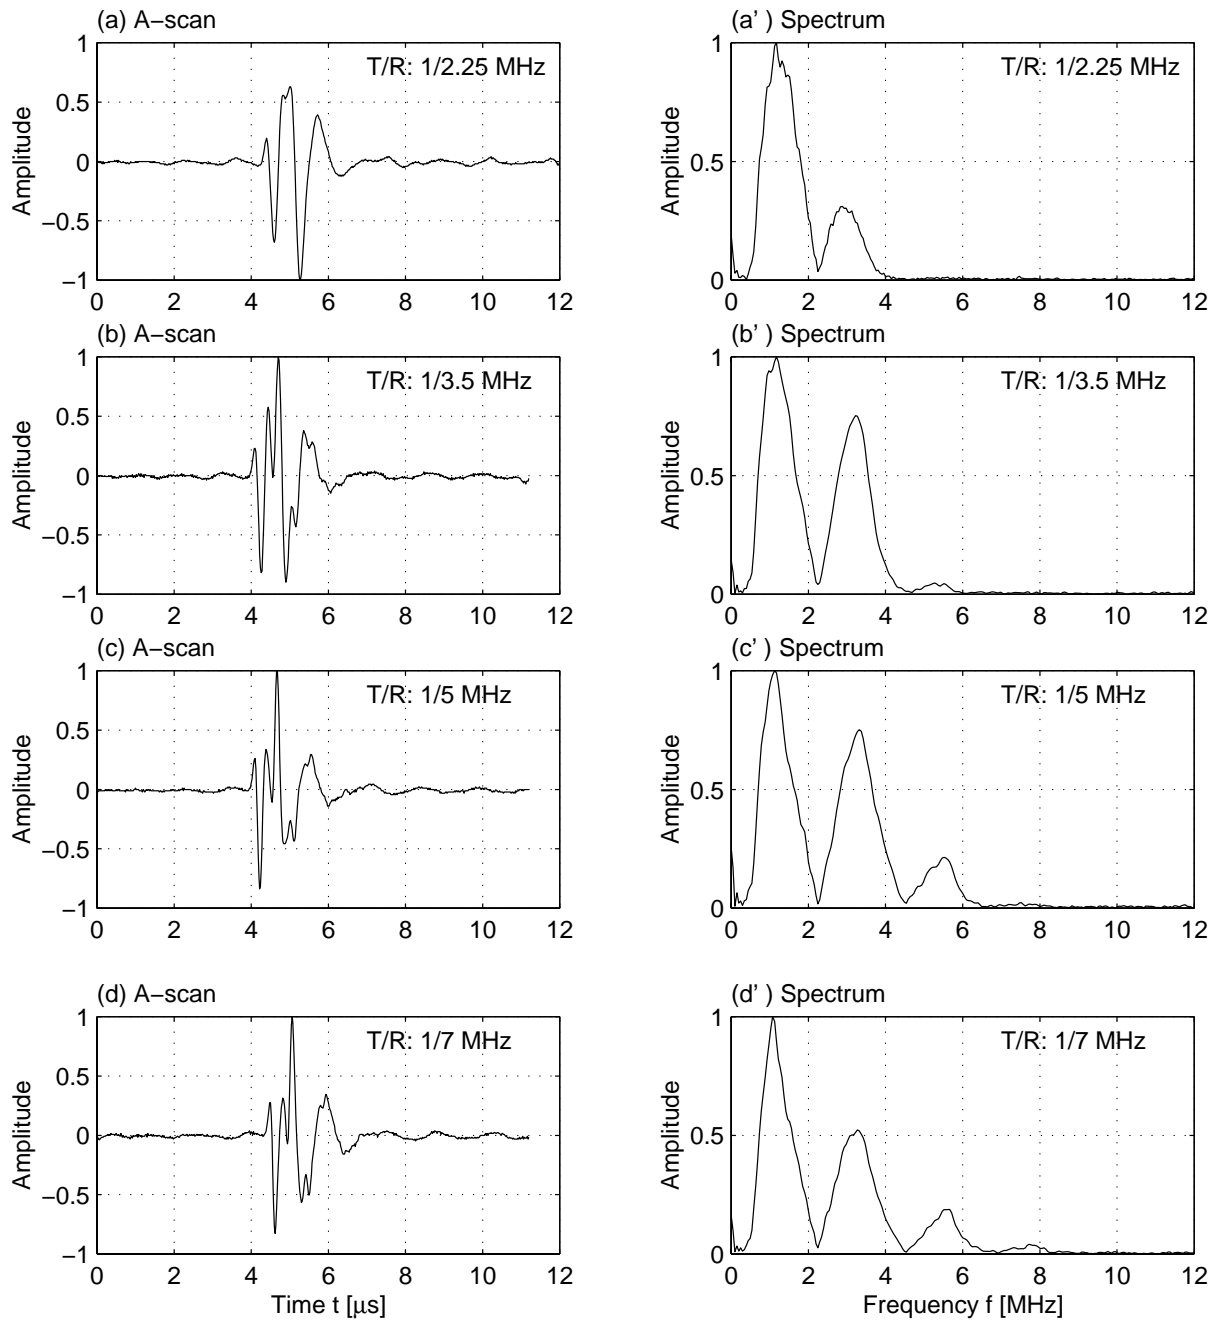 (a) A−scan
T/R: 1/2.25 MHz
Amplitude
1
0.5
0
−0.5
−1
0 2 4 6 8 10 12
(a' ) Spectrum
T/R: 1/2.25 MHz
Amplitude
1
0.5
0
0 2 4 6 8 10 12
(b) A−scan
T/R: 1/3.5 MHz
Amplitude
1
0.5
0
−0.5
−1
0 2 4 6 8 10 12
(b' ) Spectrum
T/R: 1/3.5 MHz
Amplitude
1
0.5
0
0 2 4 6 8 10 12
(c) A−scan
T/R: 1/5 MHz
Amplitude
1
0.5
0
−0.5
−1
0 2 4 6 8 10 12
(c' ) Spectrum
T/R: 1/5 MHz
Amplitude
1
0.5
0
0 2 4 6 8 10 12
(d) A−scan
T/R: 1/7 MHz
Amplitude
1
0.5
0
−0.5
−1
0 2 4 6 8 10 12
Time t [μs]
(d' ) Spectrum
T/R: 1/7 MHz
Amplitude
1
0.5
0
0 2 4 6 8 10 12
Frequency f [MHz]